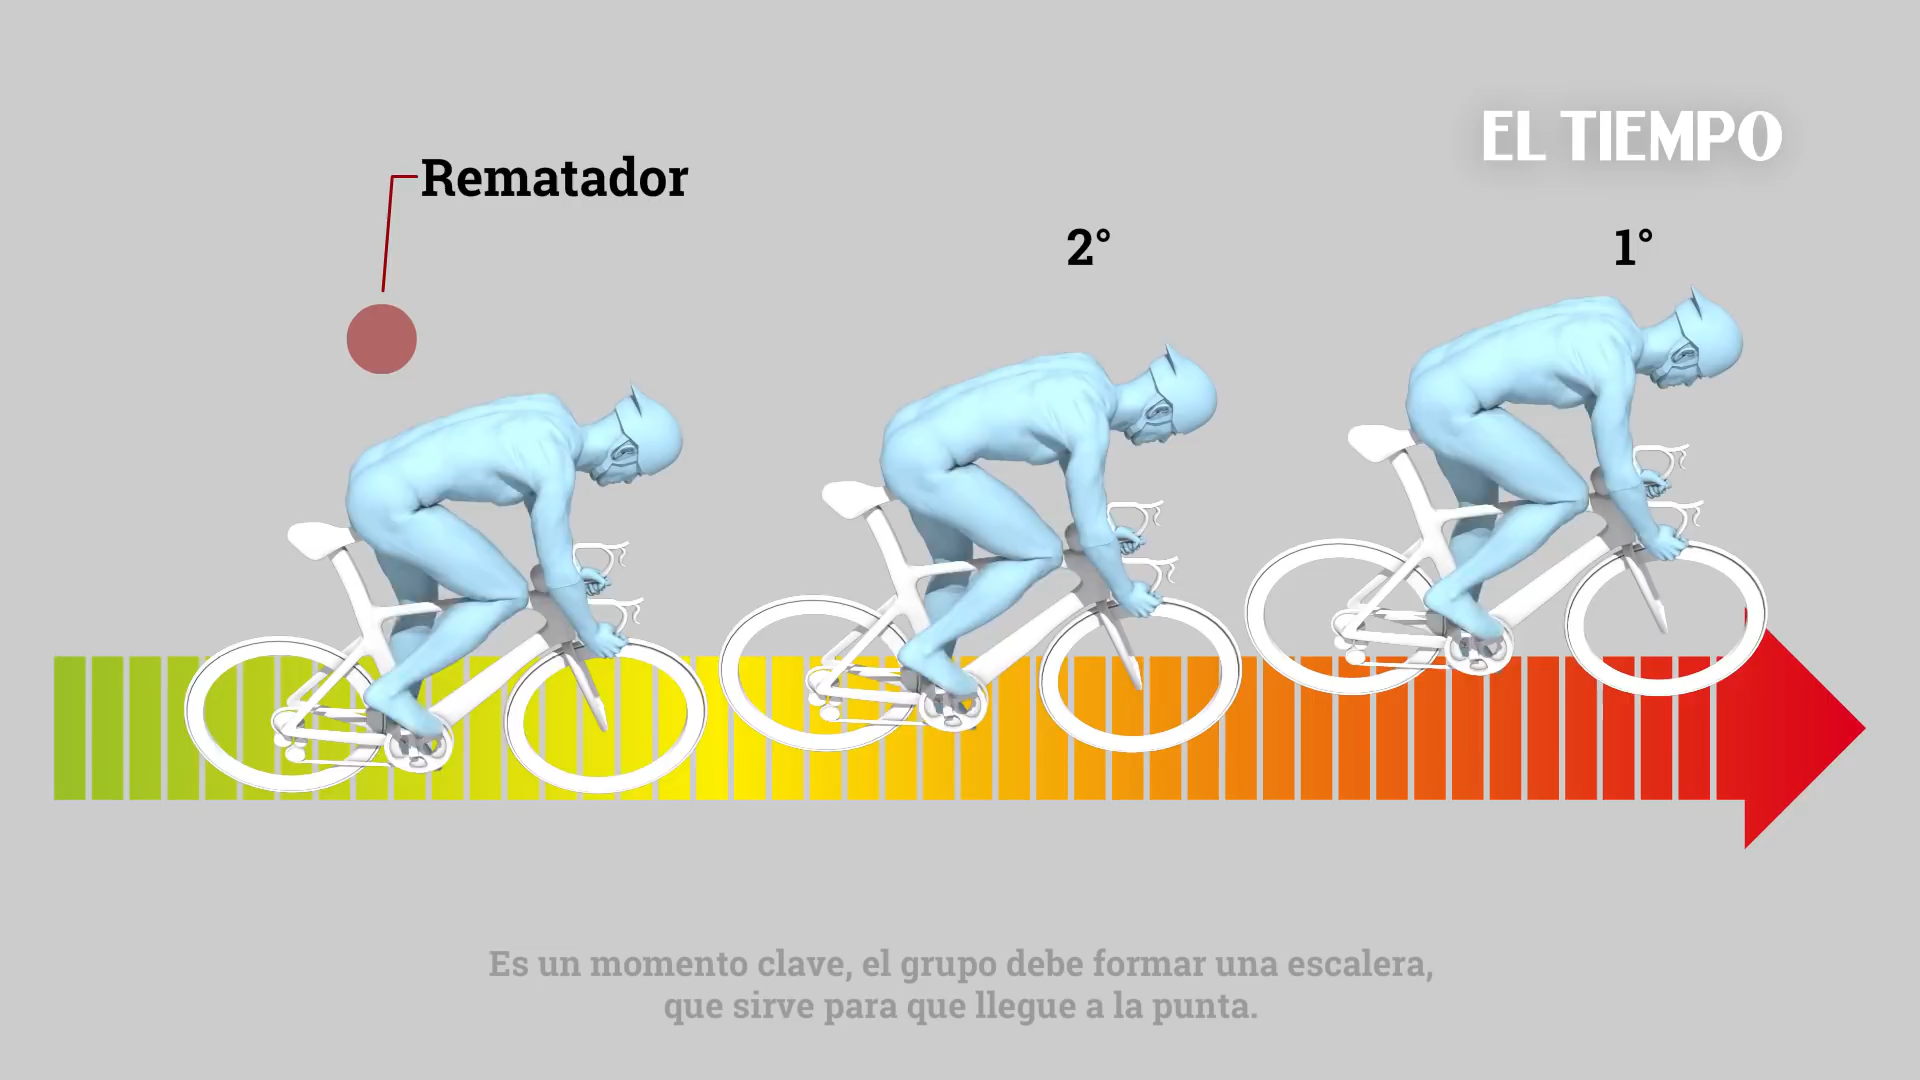 EL TIEMPO
Rematador
2°
1°
Es un momento clave, el grupo debe formar una escalera,
que sirve para que llegue a la punta.